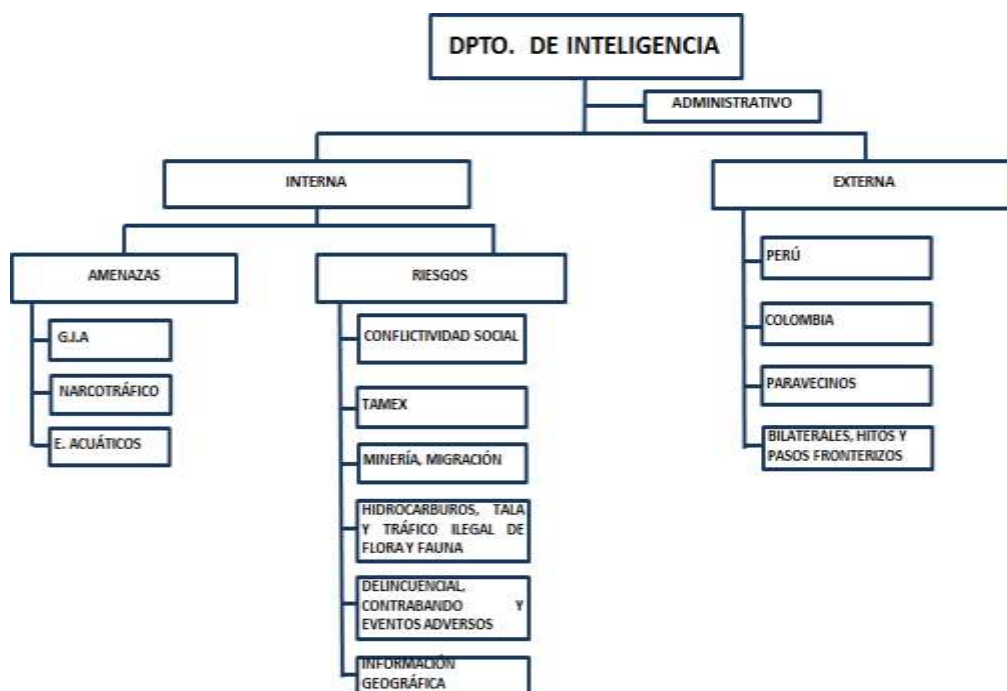 DPTO. DE INTELIGENCIA
ADMINISTRATIVO
INTERNA
EXTERNA
AMENAZAS
RIESGOS
G.I.A
NARCOTRÁFICO
E. ACUÁTICOS
CONFLICTIVIDAD SOCIAL
TAMEX
MINERÍA, MIGRACIÓN
HIDROCARBUROS, TALA
Y TRÁFICO ILEGAL DE
FLORA Y FAUNA
DELINCUENCIAL,
CONTRABANDO Y
EVENTOS ADVERSOS
INFORMACIÓN
GEOGRÁFICA
PERÚ
COLOMBIA
PARAVECINOS
BILATERALES, HITOS Y
PASOS FRONTERIZOS